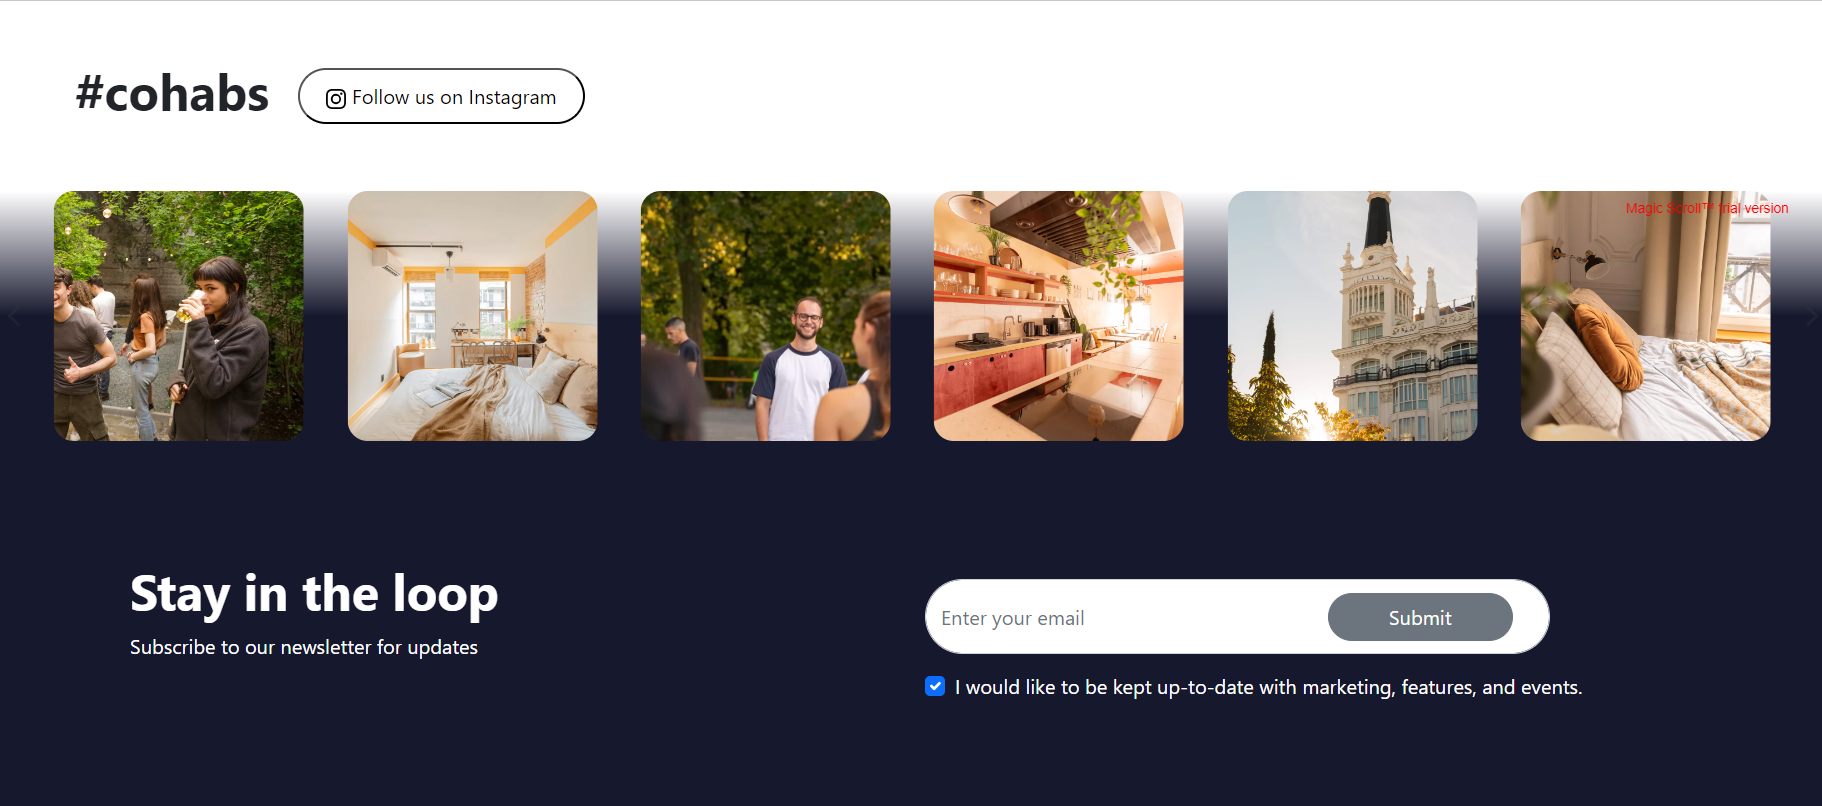 #cohabs
Follow us on Instagram
Magic Scroll™ trial version
Stay in the loop
Subscribe to our newsletter for updates
Enter your email
Submit
I would like to be kept up-to-date with marketing, features, and events.